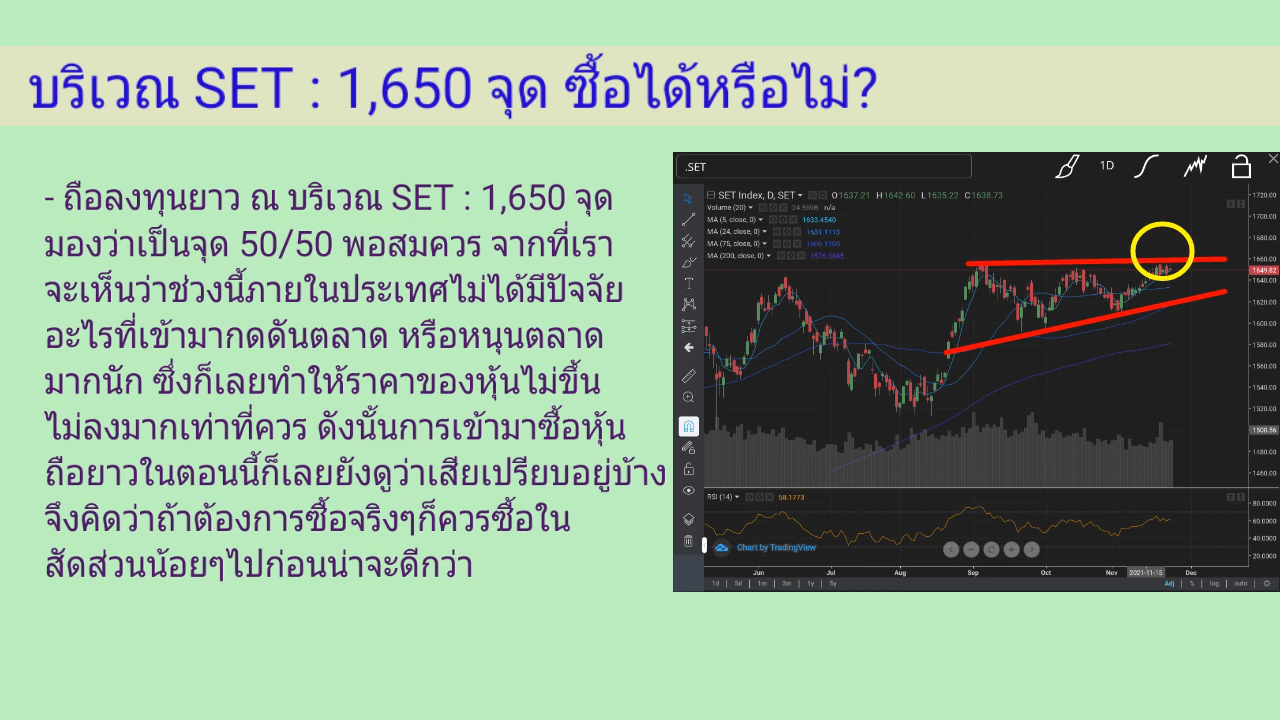 บริเวณ SET : 1,650 จุด ซื้อได้หรือไม่?
- ถือลงทุนยาว ณ บริเวณ SET : 1,650 จุด
มองว่าเป็นจุด 50/50 พอสมควร จากที่เรา
จะเห็นว่าช่วงนี้ภายในประเทศไม่ได้มีปัจจัย
อะไรที่เข้ามากดดันตลาด หรือหนุนตลาด
มากนัก ซึ่งก็เลยทำให้ราคาของหุ้นไม่ขึ้น
ไม่ลงมากเท่าที่ควร ดังนั้นการเข้ามาซื้อหุ้น
ถือยาวในตอนนี้ก็เลยยังดูว่าเสียเปรียบอยู่บ้าง
จึงคิดว่าถ้าต้องการซื้อจริงๆก็ควรซื้อใน
สัดส่วนน้อยๆไปก่อนน่าจะดีกว่า
.SET
1D
SET Index, D, SET O1637.21 H1642.60 L1635.22 C1638.73
Volume (20) n/a
MA (5, close, 0) 1633.4540
MA (24, close, 0) 1631.1113
MA (75, close, 0)
MA (200, close, 0)
1720.00
1700.00
1680.00
1660.00
1649.82
1640.00
1620.00
1600.00
1580.00
1560.00
1540.00
1520.00
1500.56
1480.00
1460.00
RSI (14) 58.1773
80.0000
60.0000
40.0000
20.0000
Chart by TradingView
Jun Jul Aug Sep Oct Nov 2021-11-15 Dec
1d 5d 1m 3m 1y 5y Adj % log auto